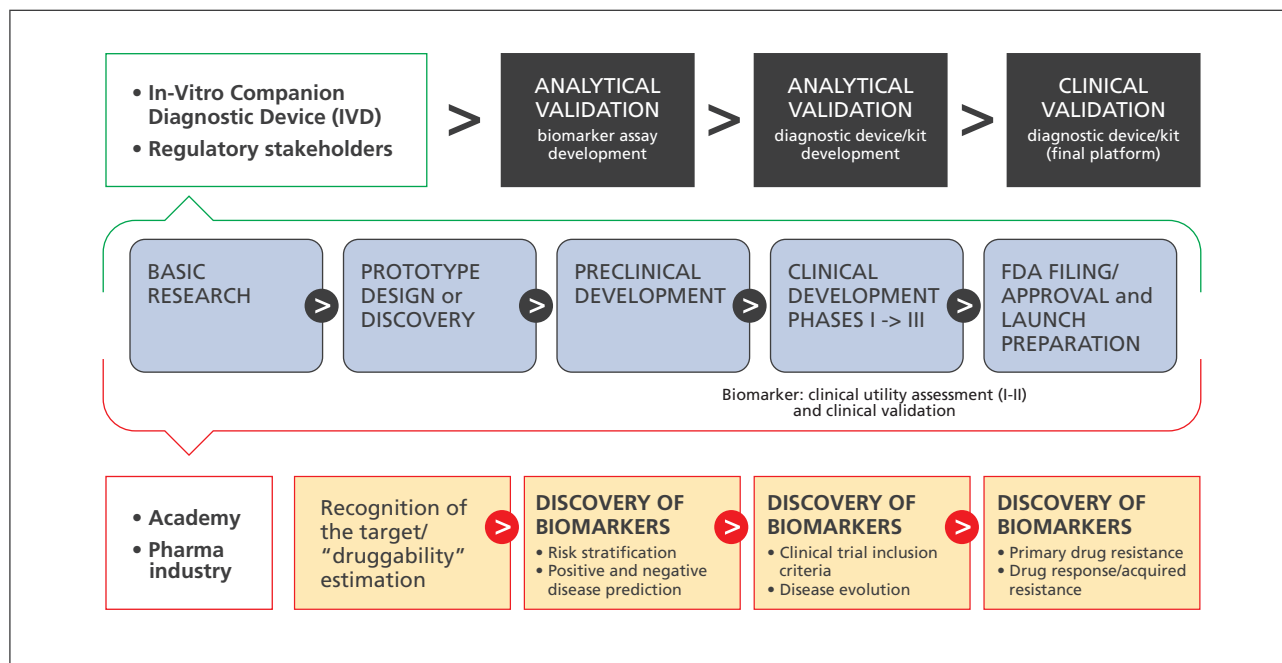 • In-Vitro Companion
Diagnostic Device (IVD)
• Regulatory stakeholders
>
ANALYTICAL
VALIDATION
biomarker assay
development
>
ANALYTICAL
VALIDATION
diagnostic device/kit
development
>
CLINICAL
VALIDATION
diagnostic device/kit
(final platform)
BASIC
RESEARCH
>
PROTOTYPE
DESIGN or
DISCOVERY
>
PRECLINICAL
DEVELOPMENT
>
CLINICAL
DEVELOPMENT
PHASES I -> III
>
FDA FILING/
APPROVAL and
LAUNCH
PREPARATION
Biomarker: clinical utility assessment (I-II)
and clinical validation
• Academy
• Pharma
industry
Recognition of
the target/
“druggability”
estimation
>
DISCOVERY OF
BIOMARKERS
• Risk stratification
• Positive and negative
disease prediction
>
DISCOVERY OF
BIOMARKERS
• Clinical trial inclusion
criteria
• Disease evolution
>
DISCOVERY OF
BIOMARKERS
• Primary drug resistance
• Drug response/acquired
resistance